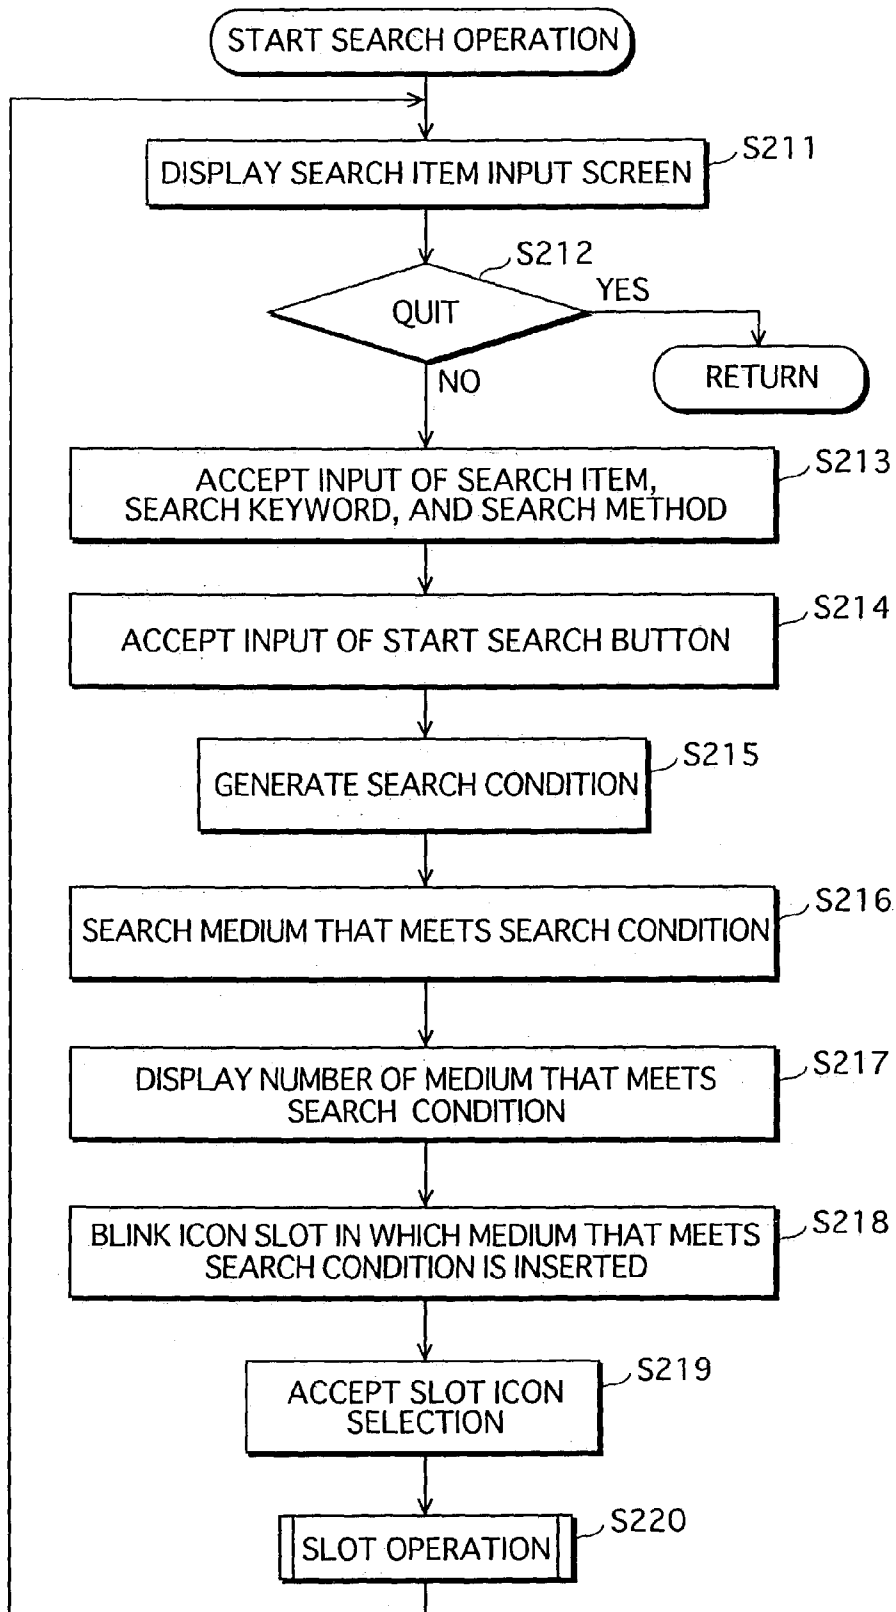 START SEARCH OPERATION
S211
DISPLAY SEARCH ITEM INPUT SCREEN
S212
QUIT
YES
RETURN
NO
S213
ACCEPT INPUT OF SEARCH ITEM,
SEARCH KEYWORD, AND SEARCH METHOD
S214
ACCEPT INPUT OF START SEARCH BUTTON
S215
GENERATE SEARCH CONDITION
S216
SEARCH MEDIUM THAT MEETS SEARCH CONDITION
S217
DISPLAY NUMBER OF MEDIUM THAT MEETS
SEARCH CONDITION
S218
BLINK ICON SLOT IN WHICH MEDIUM THAT MEETS
SEARCH CONDITION IS INSERTED
S219
ACCEPT SLOT ICON
SELECTION
S220
SLOT OPERATION